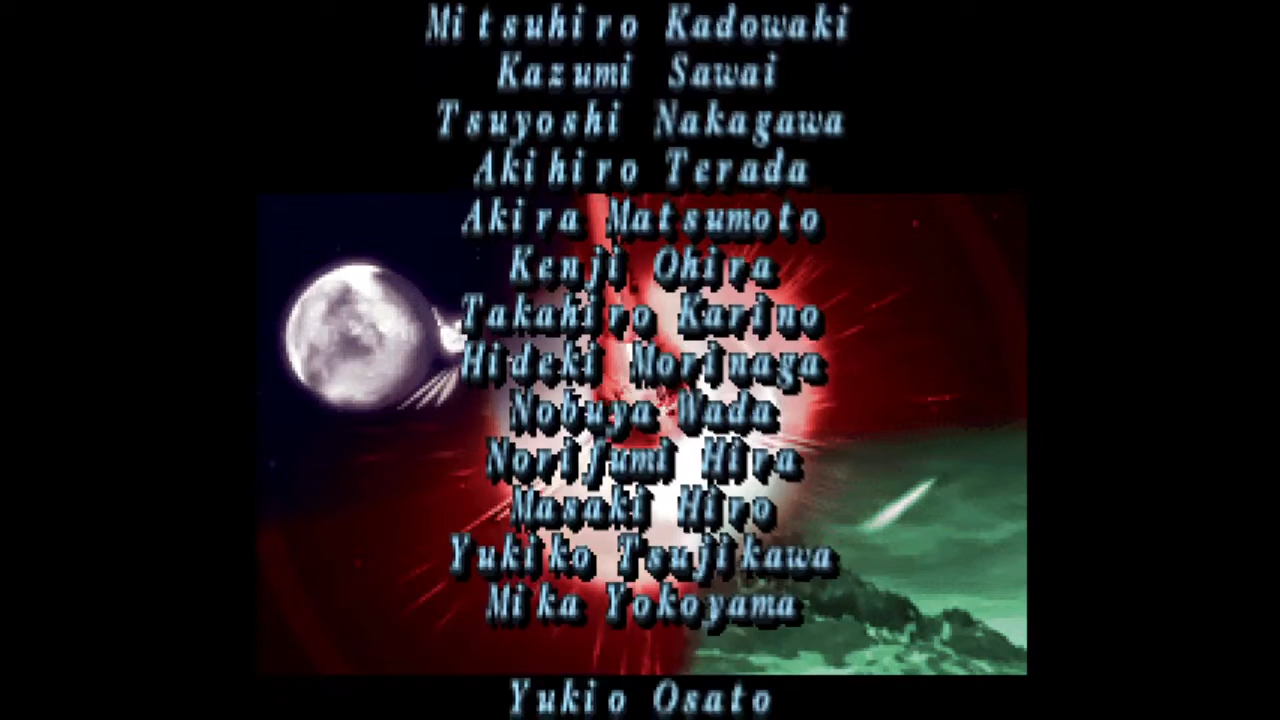 Mitsuhiro Kadowaki
Kazumi Sawai
Tsuyoshi Nakagawa
Akihiro Terada
Akira Matsumoto
Kenji Ohira
Takahiro Karino
Hideki Morinaga
Nobuya Wada
Norifumi Hira
Masaki Hiro
Yukiko Tsujikawa
Mika Yokoyama
Yukio Osato